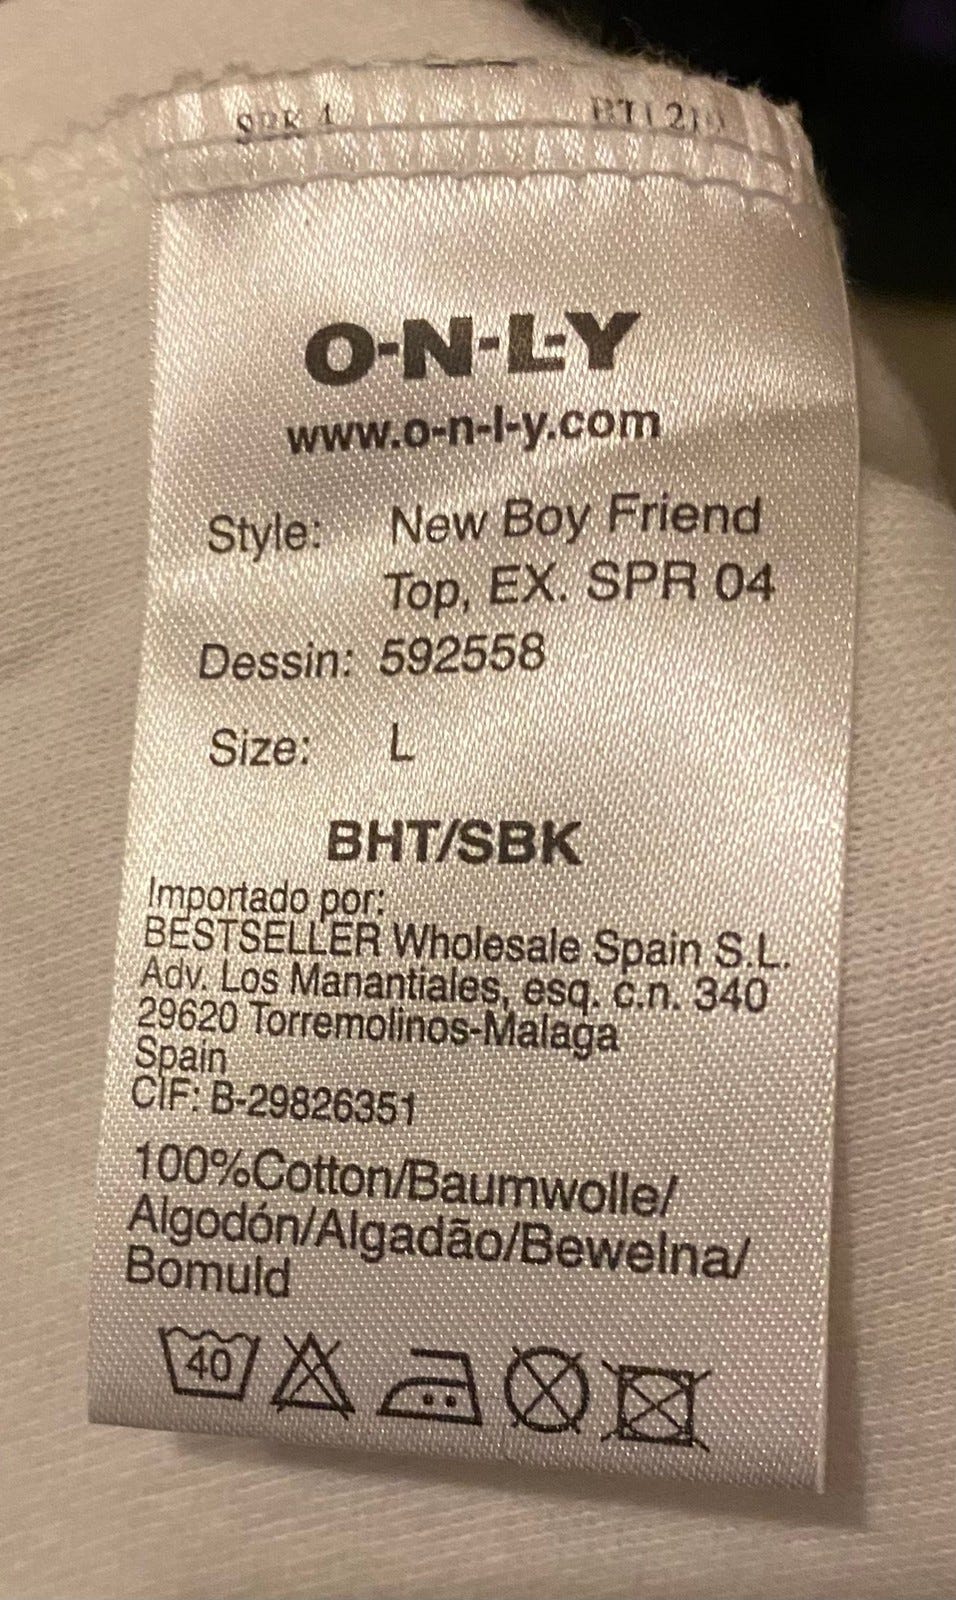 SPR 1
O-N-L-Y
www.o-n-l-y.com
Style: New Boy Friend
Top, EX. SPR 04
Dessin: 592558
Size: L
BHT/SBK
Importado por:
BESTSELLER Wholesale Spain S.L.
Adv. Los Manantiales, esq. c.n. 340
29620 Torremolinos-Malaga
Spain
CIF: B-29826351
100%Cotton/Baumwolle/
Algodón/Algadão/Bewelna/
Bomuld
40